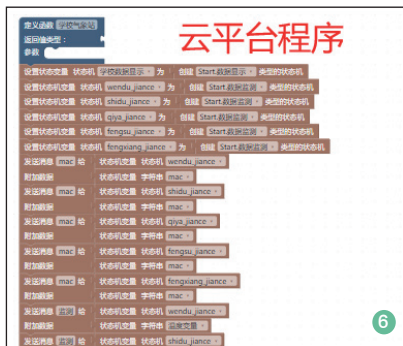 定义函数 学校气象站
返回值类型：
参数
云平台程序
设置状态变量 状态机 学校数据显示 为 创建 Start.数据显示 类型的状态机
设置状态变量 状态机 wendu_jiance 为 创建 Start.数据监测 类型的状态机
设置状态变量 状态机 shidu_jiance 为 创建 Start.数据监测 类型的状态机
设置状态变量 状态机 qiya_jiance 为 创建 Start.数据监测 类型的状态机
设置状态变量 状态机 fengsu_jiance 为 创建 Start.数据监测 类型的状态机
设置状态变量 状态机 fengxiang_jiance 为 创建 Start.数据监测 类型的状态机
发送消息 mac 给 状态机变量 状态机 wendu_jiance
附加数据 状态机变量 字符串 mac
发送消息 mac 给 状态机变量 状态机 shidu_jiance
附加数据 状态机变量 字符串 mac
发送消息 mac 给 状态机变量 状态机 qiya_jiance
附加数据 状态机变量 字符串 mac
发送消息 mac 给 状态机变量 状态机 fengsu_jiance
附加数据 状态机变量 字符串 mac
发送消息 mac 给 状态机变量 状态机 fengxiang_jiance
附加数据 状态机变量 字符串 mac
发送消息 监测 给 状态机变量 状态机 wendu_jiance
附加数据 状态机变量 字符串 温度变量
发送消息 监测 给 状态机变量 状态机 shidu_jiance
6